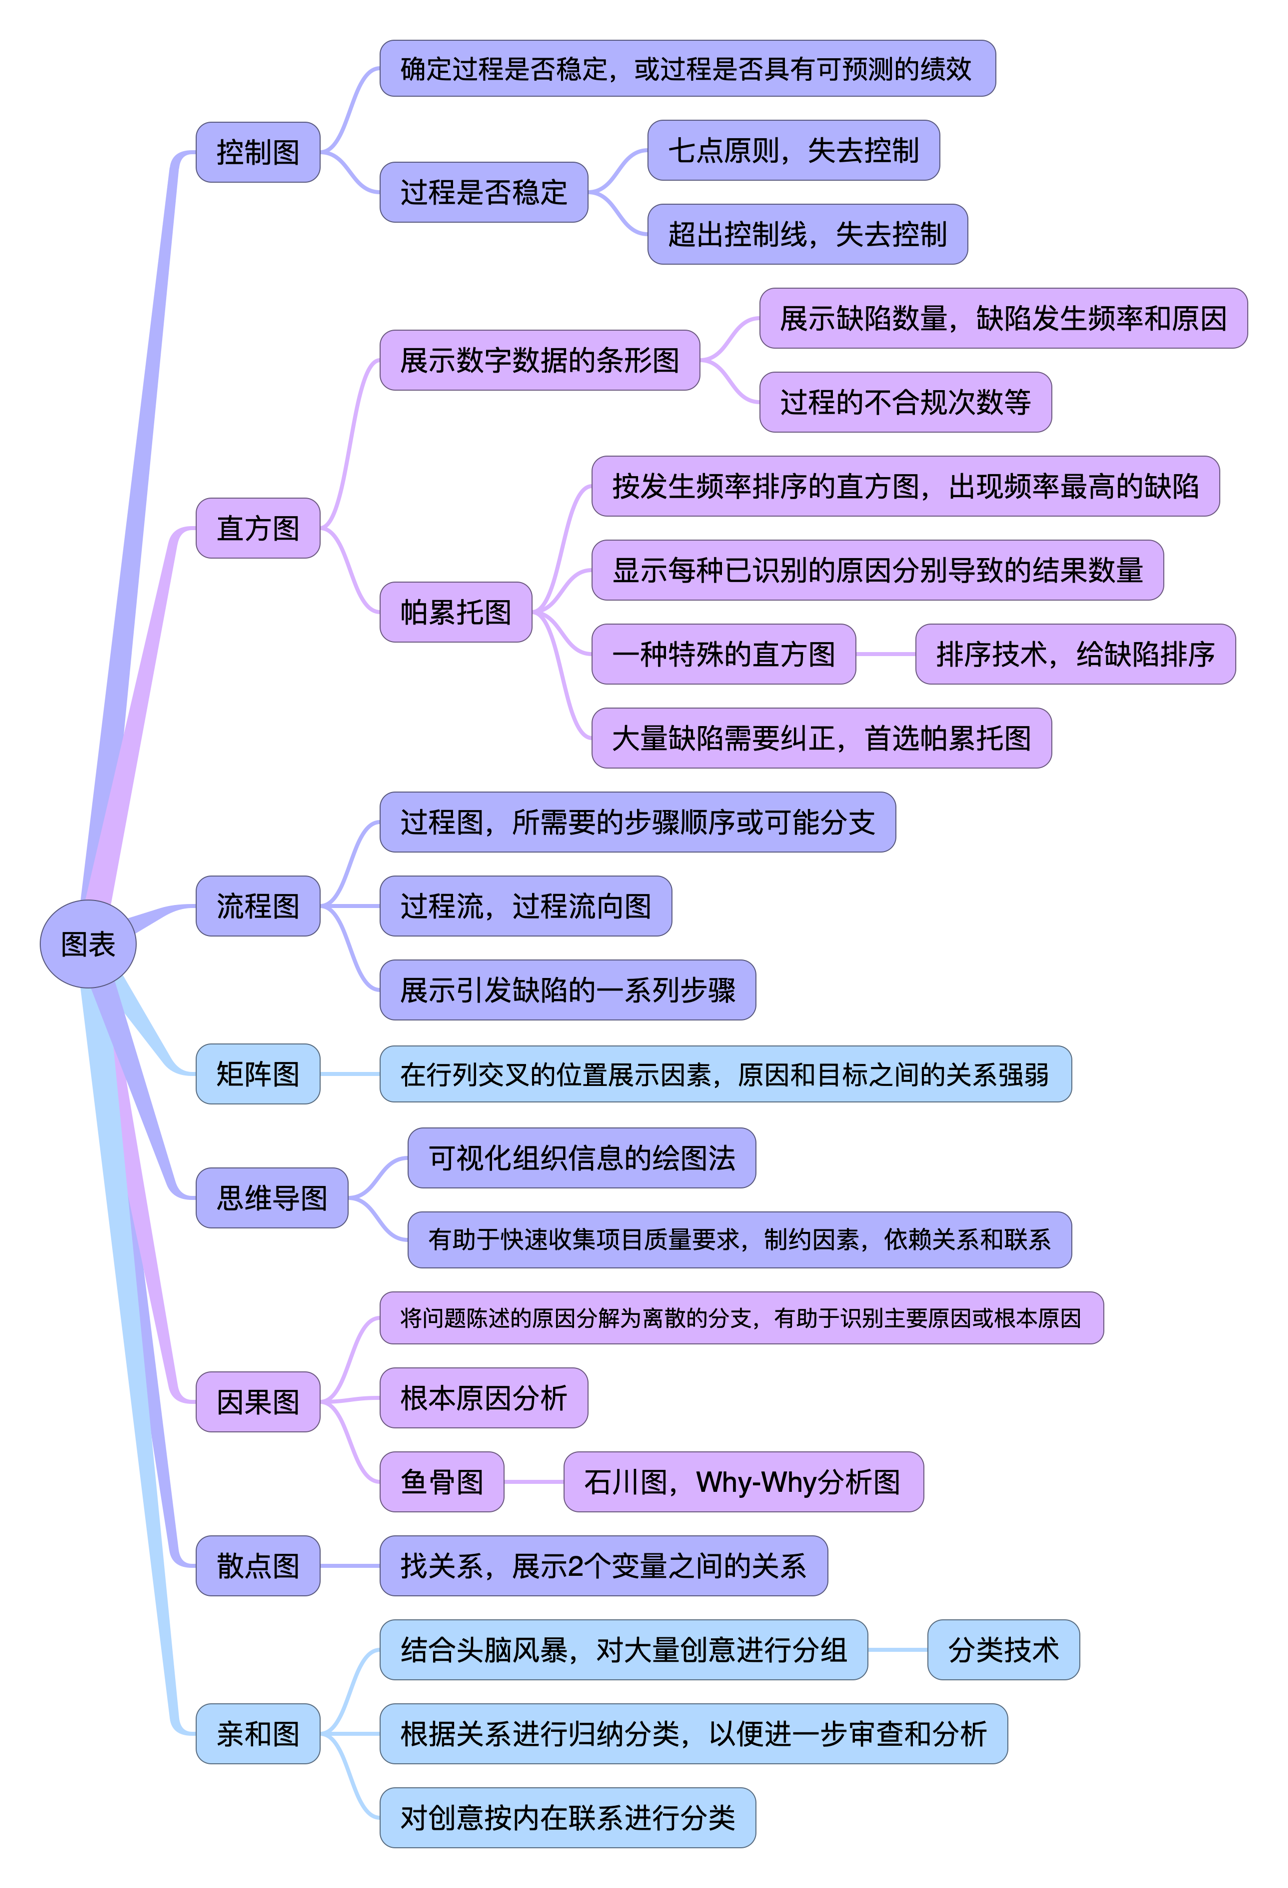 图表
控制图
确定过程是否稳定，或过程是否具有可预测的绩效
过程是否稳定
七点原则，失去控制
超出控制线，失去控制
直方图
展示数字数据的条形图
展示缺陷数量，缺陷发生频率和原因
过程的不合规次数等
帕累托图
按发生频率排序的直方图，出现频率最高的缺陷
显示每种已识别的原因分别导致的结果数量
一种特殊的直方图
排序技术，给缺陷排序
大量缺陷需要纠正，首选帕累托图
流程图
过程图，所需要的步骤顺序或可能分支
过程流，过程流向图
展示引发缺陷的一系列步骤
矩阵图
在行列交叉的位置展示因素，原因和目标之间的关系强弱
思维导图
可视化组织信息的绘图法
有助于快速收集项目质量要求，制约因素，依赖关系和联系
因果图
将问题陈述的原因分解为离散的分支，有助于识别主要原因或根本原因
根本原因分析
鱼骨图
石川图，Why-Why分析图
散点图
找关系，展示2个变量之间的关系
亲和图
结合头脑风暴，对大量创意进行分组
分类技术
根据关系进行归纳分类，以便进一步审查和分析
对创意按内在联系进行分类